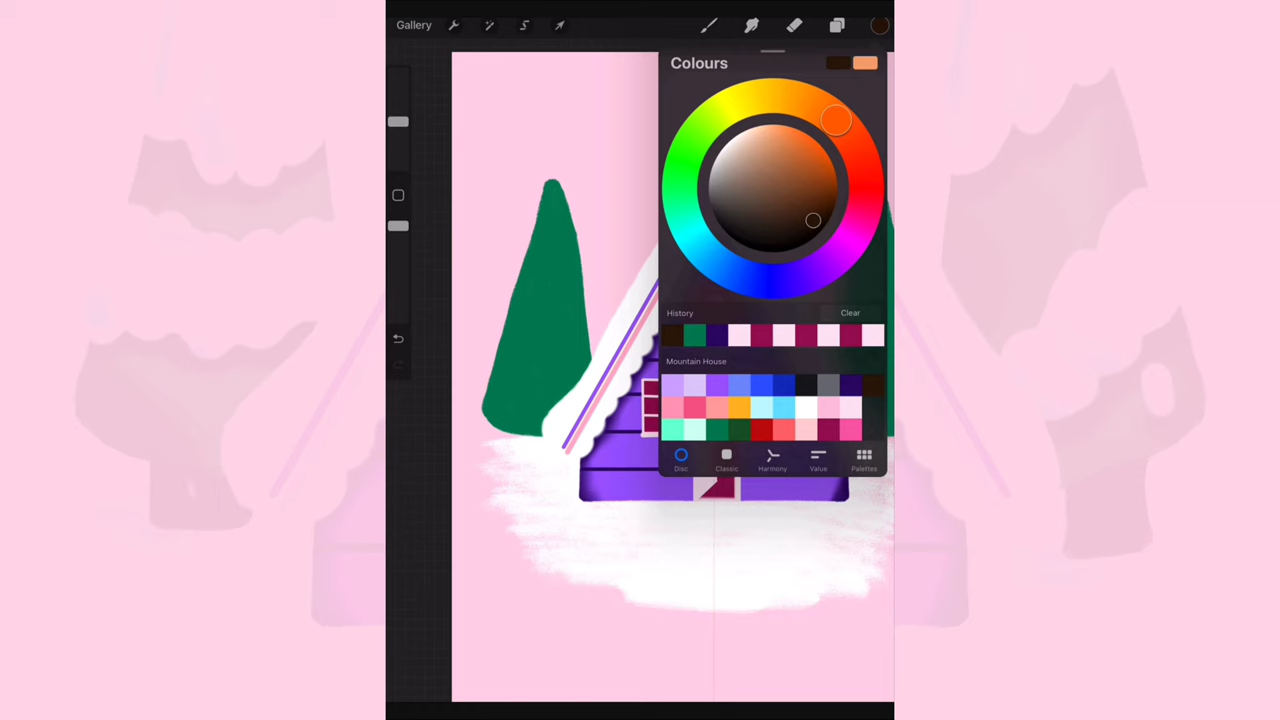 Gallery
Colours
History Clear
Mountain House
Disc Classic Harmony Value Palettes